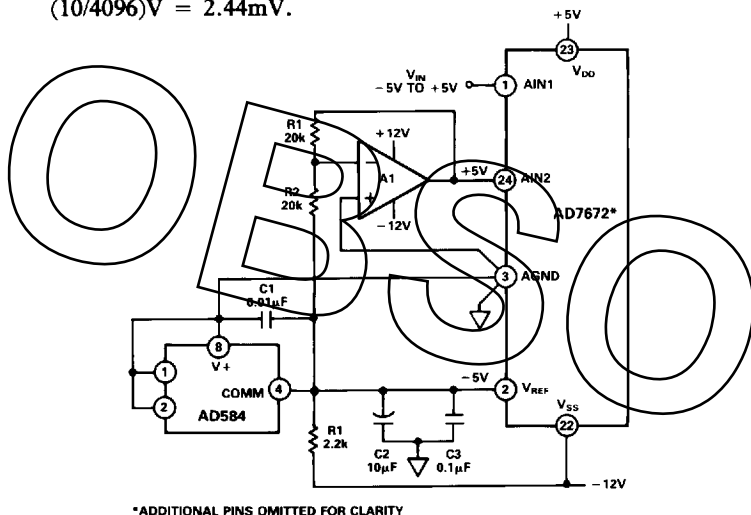 (10/4096)V = 2.44mV.
+5V
23
VDD
VIN
-5V TO +5V
1
AIN1
R1
20k
+12V
−
A1
+
+5V
24
AIN2
R2
20k
-12V
AD7672*
3
AGND
C1
0.01µF
8
V+
1
2
COMM
4
AD584
-5V
2
VREF
VSS
22
R1
2.2k
C2
10µF
C3
0.1µF
-12V
*ADDITIONAL PINS OMITTED FOR CLARITY
OBSO